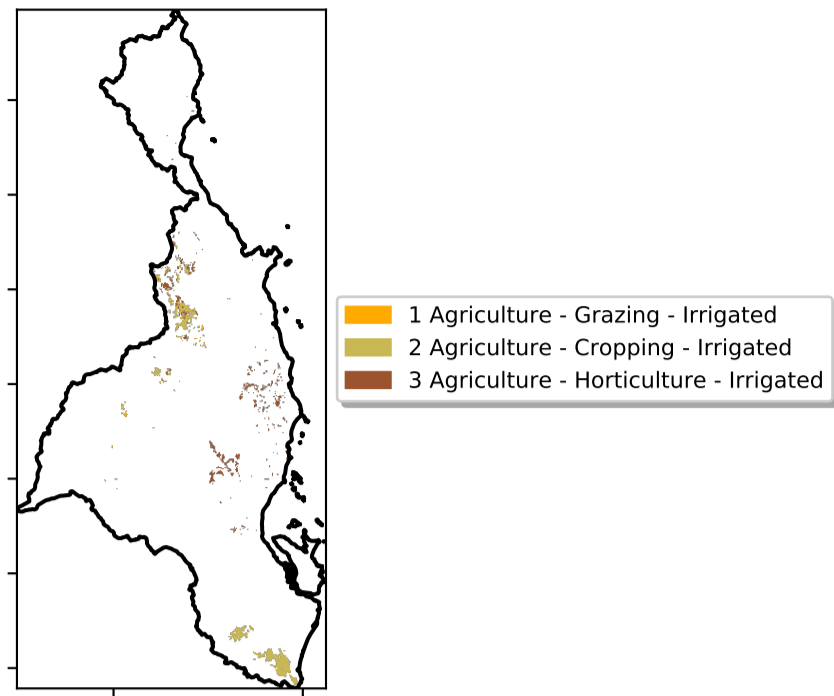 1 Agriculture - Grazing - Irrigated
2 Agriculture - Cropping - Irrigated
3 Agriculture - Horticulture - Irrigated